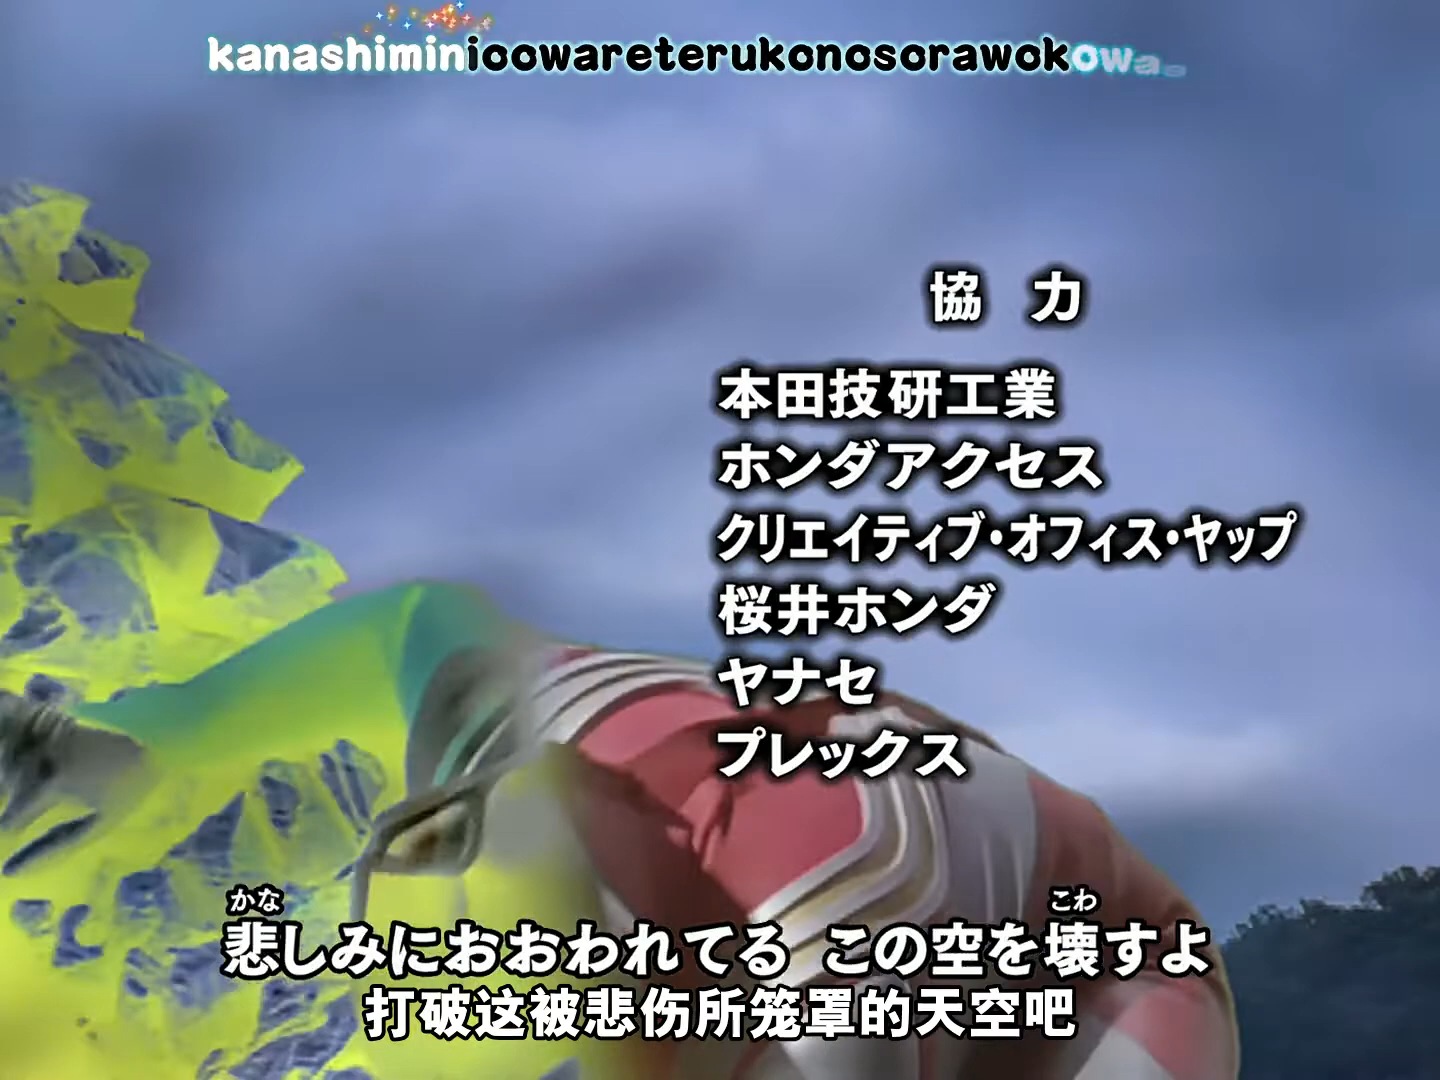 kanashiminioowareterukonosorawokowa
協　力
本田技研工業
ホンダアクセス
クリエイティブ・オフィス・ヤップ
桜井ホンダ
ヤナセ
プレックス
かな　こわ
悲しみにおおわれてる　この空を壊すよ
打破这被悲伤所笼罩的天空吧